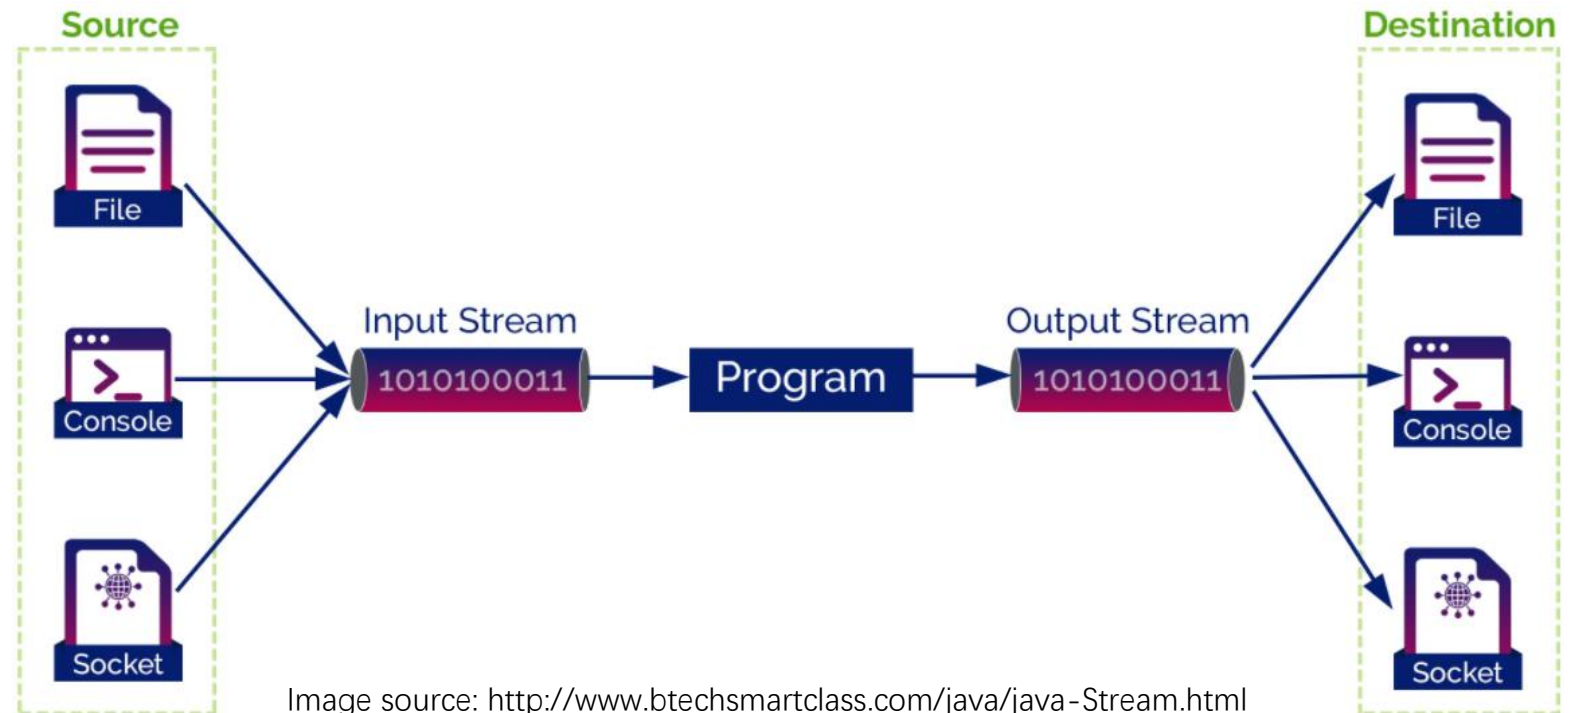 Source
Destination
File
File
Input Stream
Output Stream
1010100011
Program
1010100011
>_
Console
>_
Console
Socket
Socket
Image source: http://www.btechsmartclass.com/java/java-Stream.html